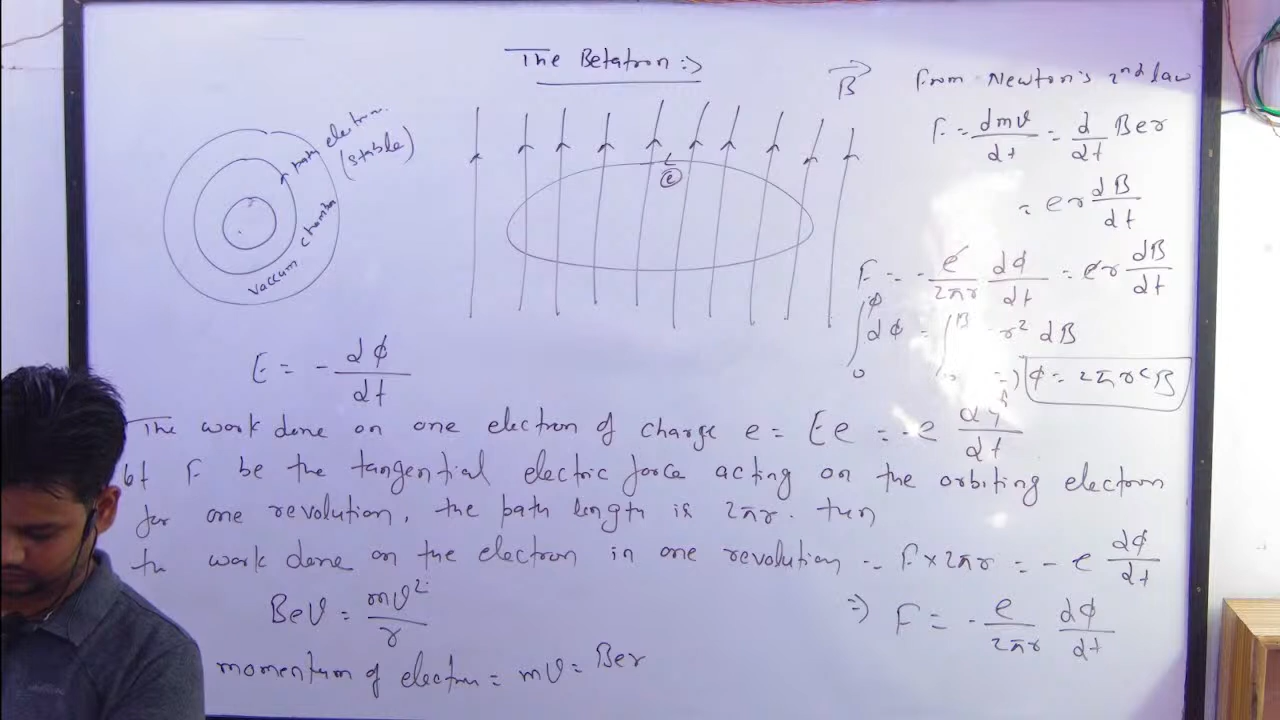 The Betatron :->
B
From Newton's 2nd law
F = dmv/dt = d/dt Ber
= er dB/dt
F = - e/2πr dϕ/dt = er dB/dt
∫₀^ϕ dϕ = ∫^B r² dB
=) ϕ = 2πr²B
path electron
(stable)
vaccum chamber
e
E = - dϕ/dt
The work done on one electron of charge e = Ee = -e dϕ/dt
let F be the tangential electric force acting on the orbiting electron
for one revolution, the path length is 2πr. then
the work done on the electron in one revolution = F×2πr = - e dϕ/dt
=) F = - e/2πr dϕ/dt
BeV = mv²/r
momentum of electron = mv = Ber